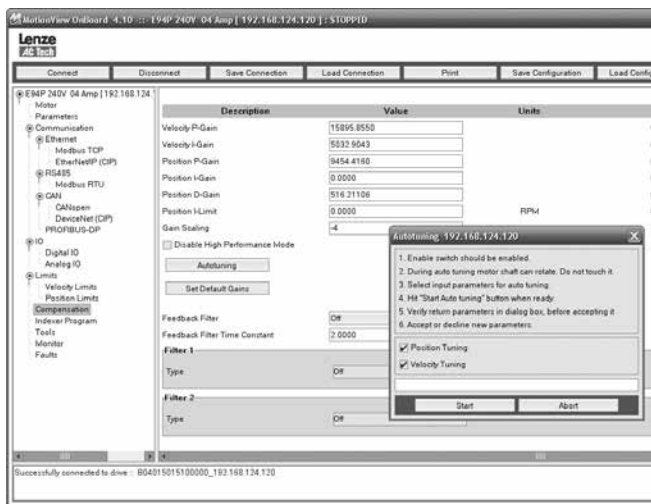 MotionView OnBoard 4.10 -::- E94P 240V 04 Amp [ 192.168.124.120 ] : STOPPED
Lenze
AC Tech
Connect Disconnect Save Connection Load Connection Print Save Configuration Load Config
E94P 240V 04 Amp [192.168.124.
Motor
Parameters
Communication
Ethernet
Modbus TCP
EtherNet/IP (CIP)
RS485
Modbus RTU
CAN
CANopen
DeviceNet (CIP)
PROFIBUS-DP
IO
Digital IO
Analog IO
Limits
Velocity Limits
Position Limits
Compensation
Indexer Program
Tools
Monitor
Faults
Description Value Units
Velocity P-Gain 15895.8550
Velocity I-Gain 5032.9043
Position P-Gain 9454.4160
Position I-Gain 0.0000
Position D-Gain 516.21106
Position I-Limit 0.0000 RPM
Gain Scaling -4
Disable High Performance Mode
Autotuning
Set Default Gains
Feedback Filter Off
Feedback Filter Time Constant 2.0000
Filter 1
Type Off
Filter 2
Type Off
Autotuning 192.168.124.120
1. Enable switch should be enabled.
2. During auto tuning motor shaft can rotate. Do not touch it.
3. Select input parameters for auto tuning.
4. Hit "Start Auto tuning" button when ready.
5. Verify return parameters in dialog box, before accepting it
6. Accept or decline new parameters.
Position Tuning
Velocity Tuning
Start Abort
Successfully connected to drive : B04015015100000_192.168.124.120